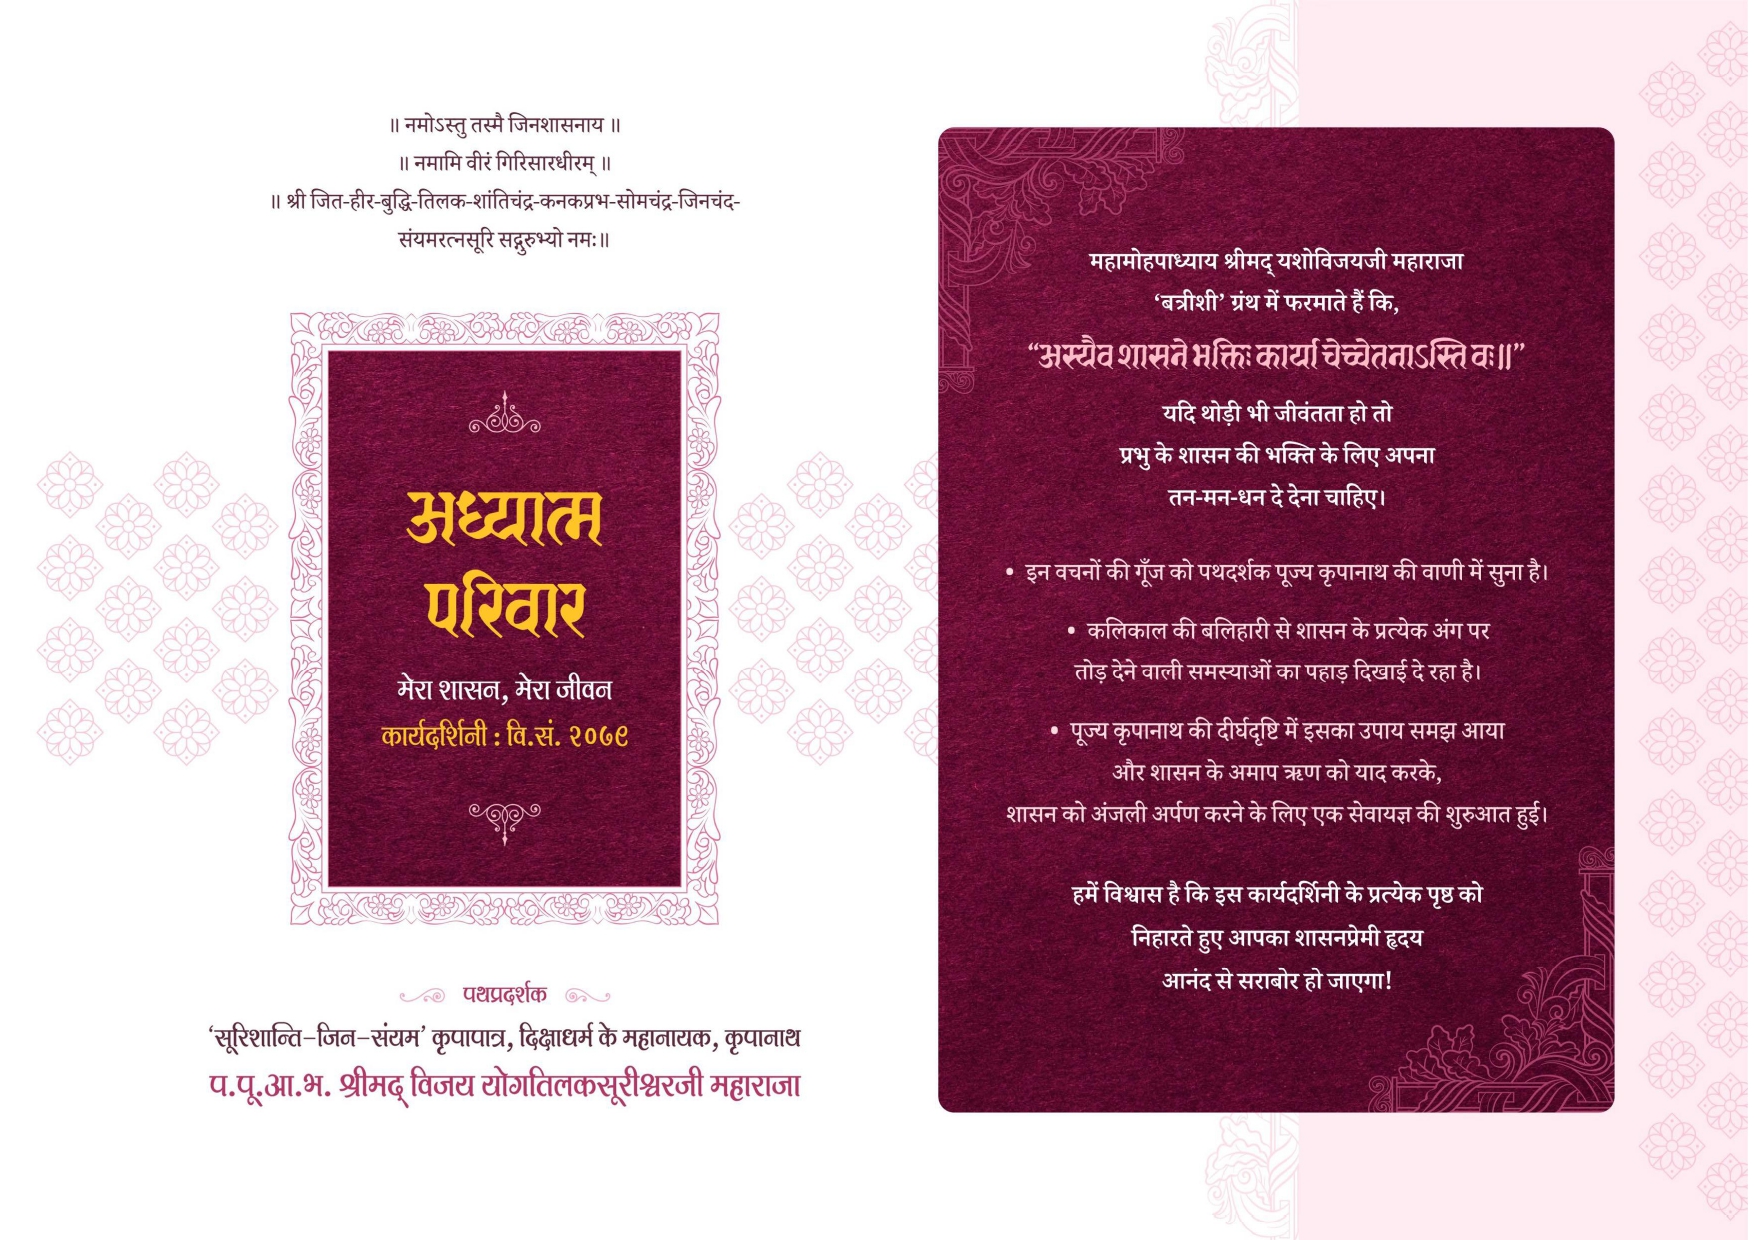 ॥ नमोऽस्तु तस्मै जिनशासनाय ॥
॥ नमामि वीरं गिरिसारधीरम् ॥
॥ श्री जित-हीर-बुद्धि-तिलक-शांतिचंद्र-कनकप्रभ-सोमचंद्र-जिनचंद-
संयमरत्नसूरि सद्गुरुभ्यो नमः॥
अध्यात्म
परिवार
मेरा शासन, मेरा जीवन
कार्यदर्शिनी : वि.सं. २०७९
पथप्रदर्शक
‘सूरिशान्ति-जिन-संयम’ कृपापात्र, दिक्षाधर्म के महानायक, कृपानाथ
प.पू.आ.भ. श्रीमद् विजय योगतिलकसूरीश्वरजी महाराजा
महामोहपाध्याय श्रीमद् यशोविजयजी महाराजा
‘बत्रीशी’ ग्रंथ में फरमाते हैं कि,
“अस्यैव शासने भक्तिः कार्या चेच्चेतनाऽस्ति वः॥”
यदि थोड़ी भी जीवंतता हो तो
प्रभु के शासन की भक्ति के लिए अपना
तन-मन-धन दे देना चाहिए।
• इन वचनों की गूँज को पथदर्शक पूज्य कृपानाथ की वाणी में सुना है।
• कलिकाल की बलिहारी से शासन के प्रत्येक अंग पर
तोड़ देने वाली समस्याओं का पहाड़ दिखाई दे रहा है।
• पूज्य कृपानाथ की दीर्घदृष्टि में इसका उपाय समझ आया
और शासन के अमाप ऋण को याद करके,
शासन को अंजली अर्पण करने के लिए एक सेवायज्ञ की शुरुआत हुई।
हमें विश्वास है कि इस कार्यदर्शिनी के प्रत्येक पृष्ठ को
निहारते हुए आपका शासनप्रेमी हृदय
आनंद से सराबोर हो जाएगा!